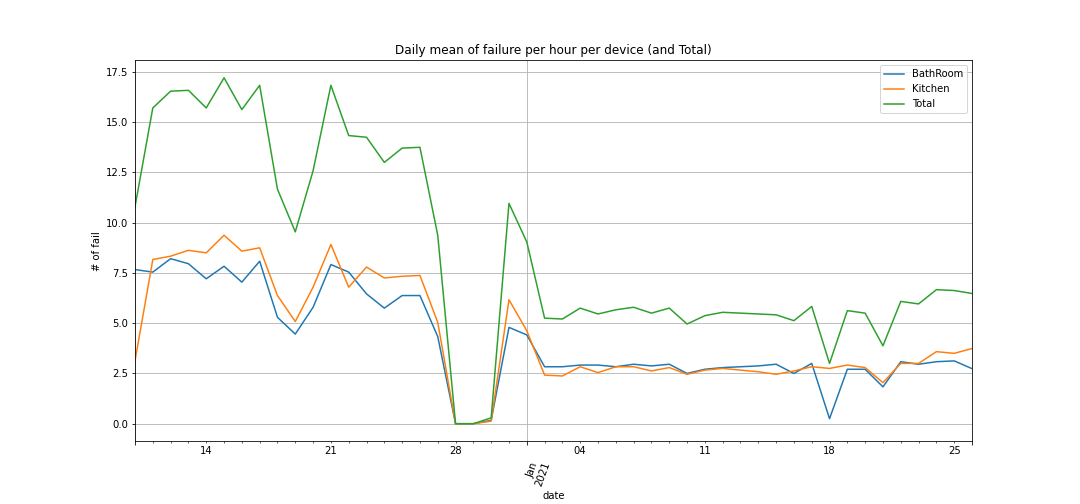 Daily mean of failure per hour per device (and Total)
17.5
15.0
12.5
10.0
7.5
5.0
2.5
0.0
# of fail
BathRoom
Kitchen
Total
14
21
28
Jan
2021
04
11
18
25
date